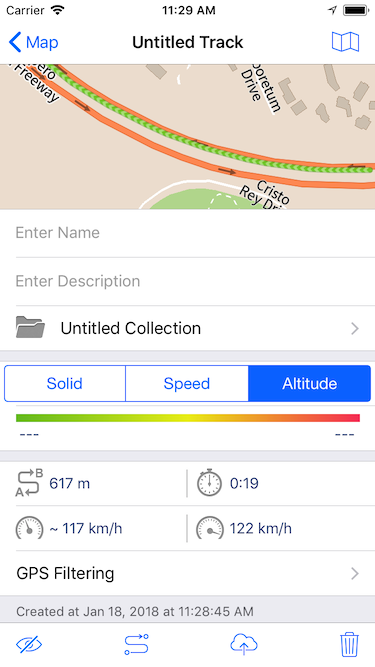 Carrier 11:29 AM
Map Untitled Track
ero
Freeway
oretum
Drive
Cristo
Rey Dri
Enter Name
Enter Description
Untitled Collection
Solid Speed Altitude
--- ---
A B 617 m 0:19
~ 117 km/h 122 km/h
GPS Filtering
Created at Jan 18, 2018 at 11:28:45 AM